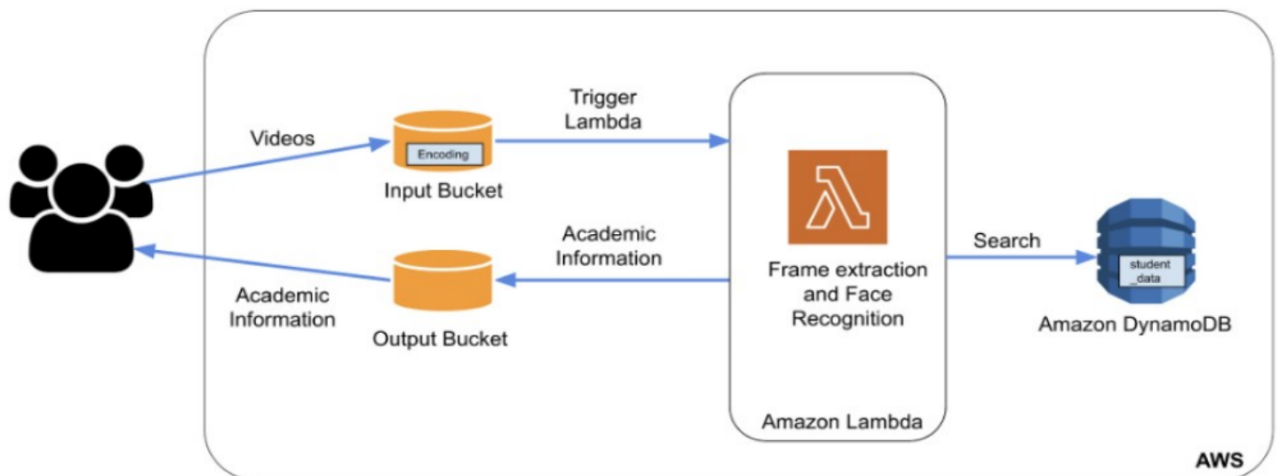 Videos
Encoding
Input Bucket
Trigger
Lambda
Academic
Information
Output Bucket
Academic
Information
Frame extraction
and Face
Recognition
Amazon Lambda
Search
student
_data
Amazon DynamoDB
AWS